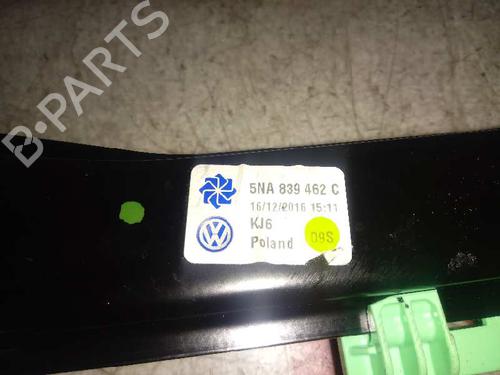 B-PARTS
5NA 839 462 C
16/12/2016 15:11
KJ6
Poland
09S